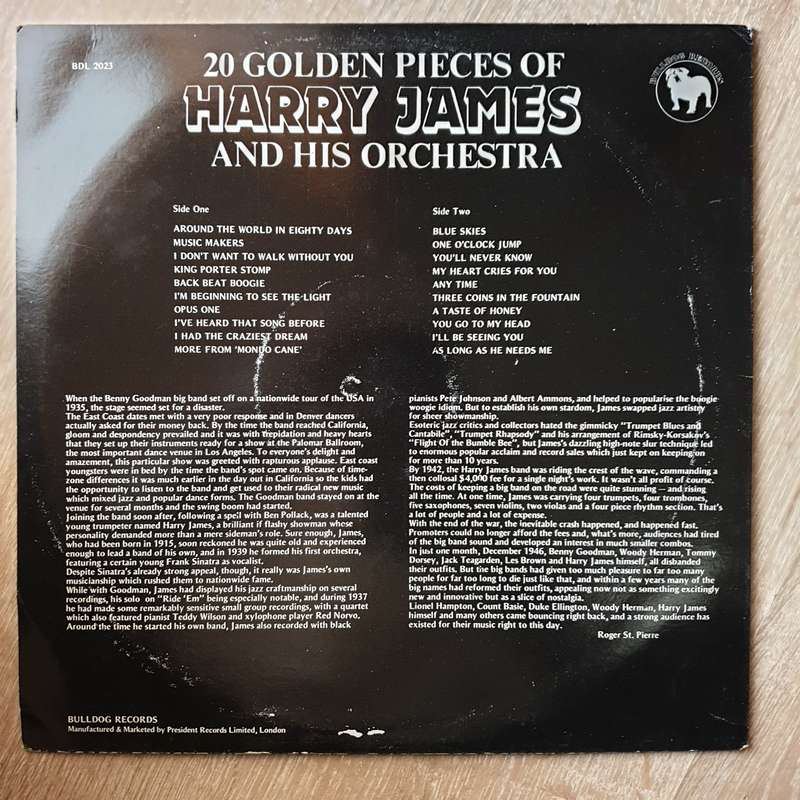 BDL 2023
20 GOLDEN PIECES OF
HARRY JAMES
AND HIS ORCHESTRA
BULLDOG RECORDS
Side One
AROUND THE WORLD IN EIGHTY DAYS
MUSIC MAKERS
I DON'T WANT TO WALK WITHOUT YOU
KING PORTER STOMP
BACK BEAT BOOGIE
I'M BEGINNING TO SEE THE LIGHT
OPUS ONE
I'VE HEARD THAT SONG BEFORE
I HAD THE CRAZIEST DREAM
MORE FROM 'MONDO CANE'
Side Two
BLUE SKIES
ONE O'CLOCK JUMP
YOU'LL NEVER KNOW
MY HEART CRIES FOR YOU
ANY TIME
THREE COINS IN THE FOUNTAIN
A TASTE OF HONEY
YOU GO TO MY HEAD
I'LL BE SEEING YOU
AS LONG AS HE NEEDS ME
When the Benny Goodman big band set off on a nationwide tour of the USA in
1935, the stage seemed set for a disaster.
The East Coast dates met with a very poor response and in Denver dancers
actually asked for their money back. By the time the band reached California,
gloom and despondency prevailed and it was with trepidation and heavy hearts
that they set up their instruments ready for a show at the Palomar Ballroom,
the most important dance venue in Los Angeles. To everyone's delight and
amazement, this particular show was greeted with rapturous applause. East coast
youngsters were in bed by the time the band's spot came on. Because of time-
zone differences it was much earlier in the day out in California so the kids had
the opportunity to listen to the band and get used to their radical new music
which mixed jazz and popular dance forms. The Goodman band stayed on at the
venue for several months and the swing boom had started.
Joining the band soon after, following a spell with Ben Pollack, was a talented
young trumpeter named Harry James, a brilliant if flashy showman whose
personality demanded more than a mere sideman's role. Sure enough, James,
who had been born in 1915, soon reckoned he was quite old and experienced
enough to lead a band of his own, and in 1939 he formed his first orchestra,
featuring a certain young Frank Sinatra as vocalist.
Despite Sinatra's already strong appeal, though, it really was James's own
musicianship which rushed them to nationwide fame.
While with Goodman, James had displayed his jazz craftmanship on several
recordings, his solo on "Ride 'Em" being especially notable, and during 1937
he had made some remarkably sensitive small group recordings, with a quartet
which also featured pianist Teddy Wilson and xylophone player Red Norvo.
Around the time he started his own band, James also recorded with black
pianists Pete Johnson and Albert Ammons, and helped to popularise the boogie
woogie idiom. But to establish his own stardom, James swapped jazz artistry
for sheer showmanship.
Esoteric jazz critics and collectors hated the gimmicky "Trumpet Blues and
Cantabile", "Trumpet Rhapsody" and his arrangement of Rimsky-Korsakov's
"Flight Of the Bumble Bee", but James's dazzling high-note slur technique led
to enormous popular acclaim and record sales which just kept on keeping on
for more than 10 years.
By 1942, the Harry James band was riding the crest of the wave, commanding a
then collosal $4,000 fee for a single night's work. It wasn't all profit of course.
The costs of keeping a big band on the road were quite stunning — and rising
all the time. At one time, James was carrying four trumpets, four trombones,
five saxophones, seven violins, two violas and a four piece rhythm section. That's
a lot of people and a lot of expense.
With the end of the war, the inevitable crash happened, and happened fast.
Promoters could no longer afford the fees and, what's more, audiences had tired
of the big band sound and developed an interest in much smaller combos.
In just one month, December 1946, Benny Goodman, Woody Herman, Tommy
Dorsey, Jack Teagarden, Les Brown and Harry James himself, all disbanded
their outfits. But the big bands had given too much pleasure to far too many
people for far too long to die just like that, and within a few years many of the
big names had reformed their outfits, appealing now not as something excitingly
new and innovative but as a slice of nostalgia.
Lionel Hampton, Count Basie, Duke Ellington, Woody Herman, Harry James
himself and many others came bouncing right back, and a strong audience has
existed for their music right to this day.
Roger St. Pierre
BULLDOG RECORDS
Manufactured & Marketed by President Records Limited, London